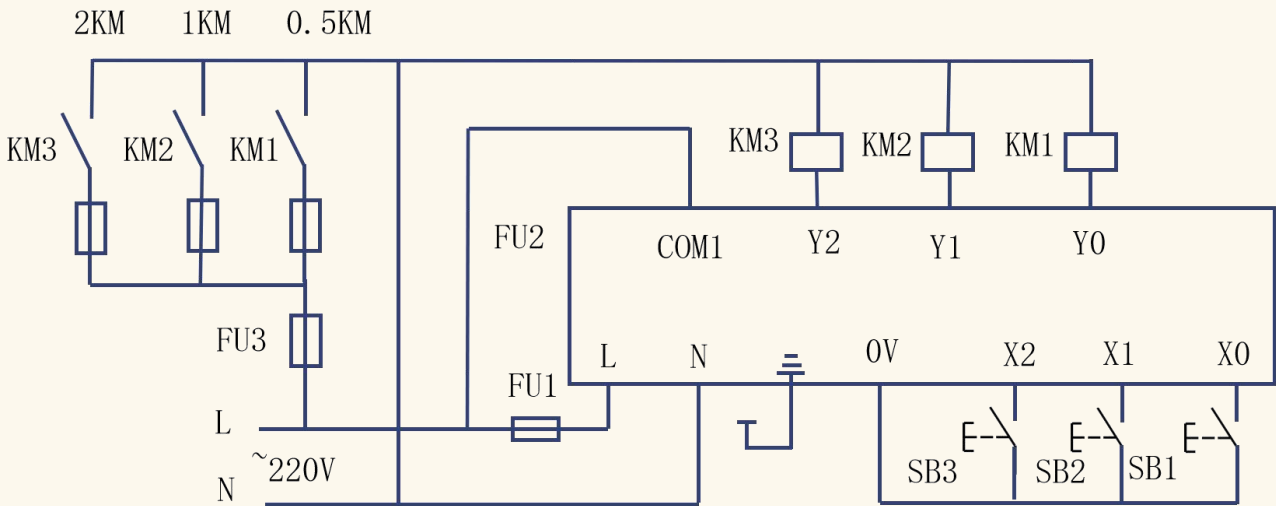 2KM 1KM 0.5KM
KM3 KM2 KM1 KM3 KM2 KM1
FU2 COM1 Y2 Y1 Y0
FU3 L N 0V X2 X1 X0
FU1
L
~220V SB3 SB2 SB1
N